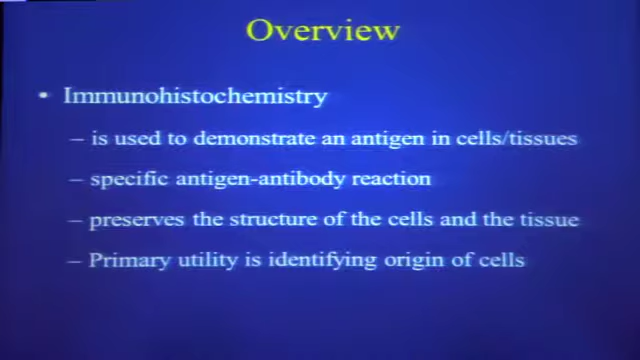 Overview
• Immunohistochemistry
– is used to demonstrate an antigen in cells/tissues
– specific antigen-antibody reaction
– preserves the structure of the cells and the tissue
– Primary utility is identifying origin of cells